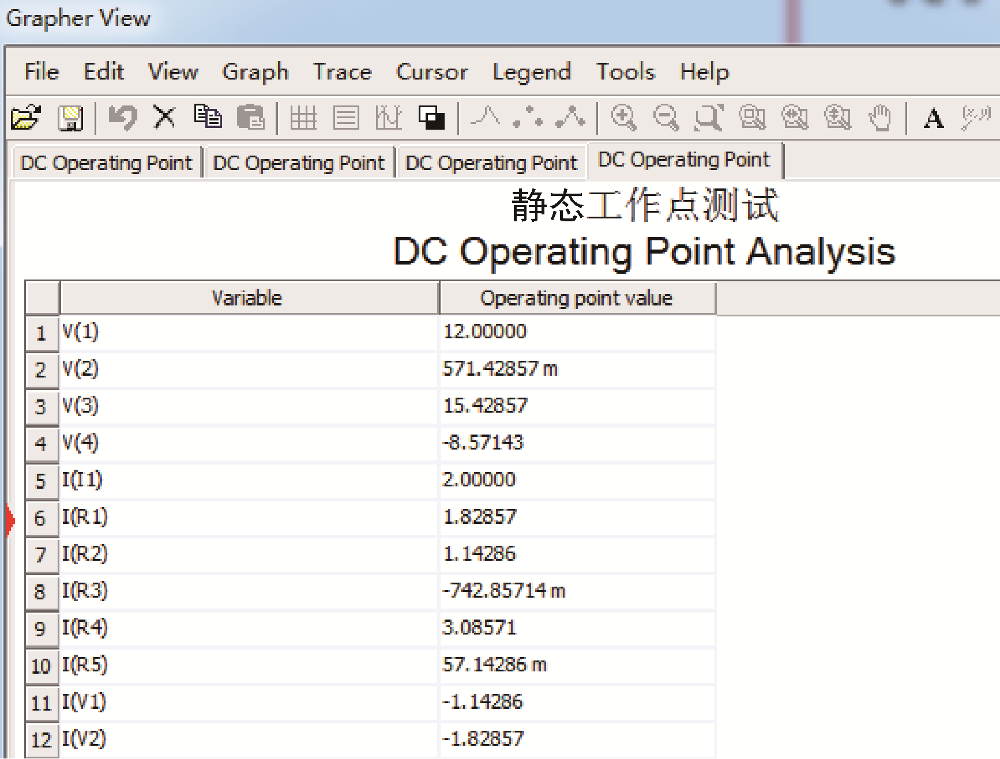 Grapher View
File Edit View Graph Trace Cursor Legend Tools Help
A (x,y)
DC Operating Point DC Operating Point DC Operating Point DC Operating Point
静态工作点测试
DC Operating Point Analysis
Variable Operating point value
1 V(1) 12.00000
2 V(2) 571.42857 m
3 V(3) 15.42857
4 V(4) -8.57143
5 I(I1) 2.00000
6 I(R1) 1.82857
7 I(R2) 1.14286
8 I(R3) -742.85714 m
9 I(R4) 3.08571
10 I(R5) 57.14286 m
11 I(V1) -1.14286
12 I(V2) -1.82857